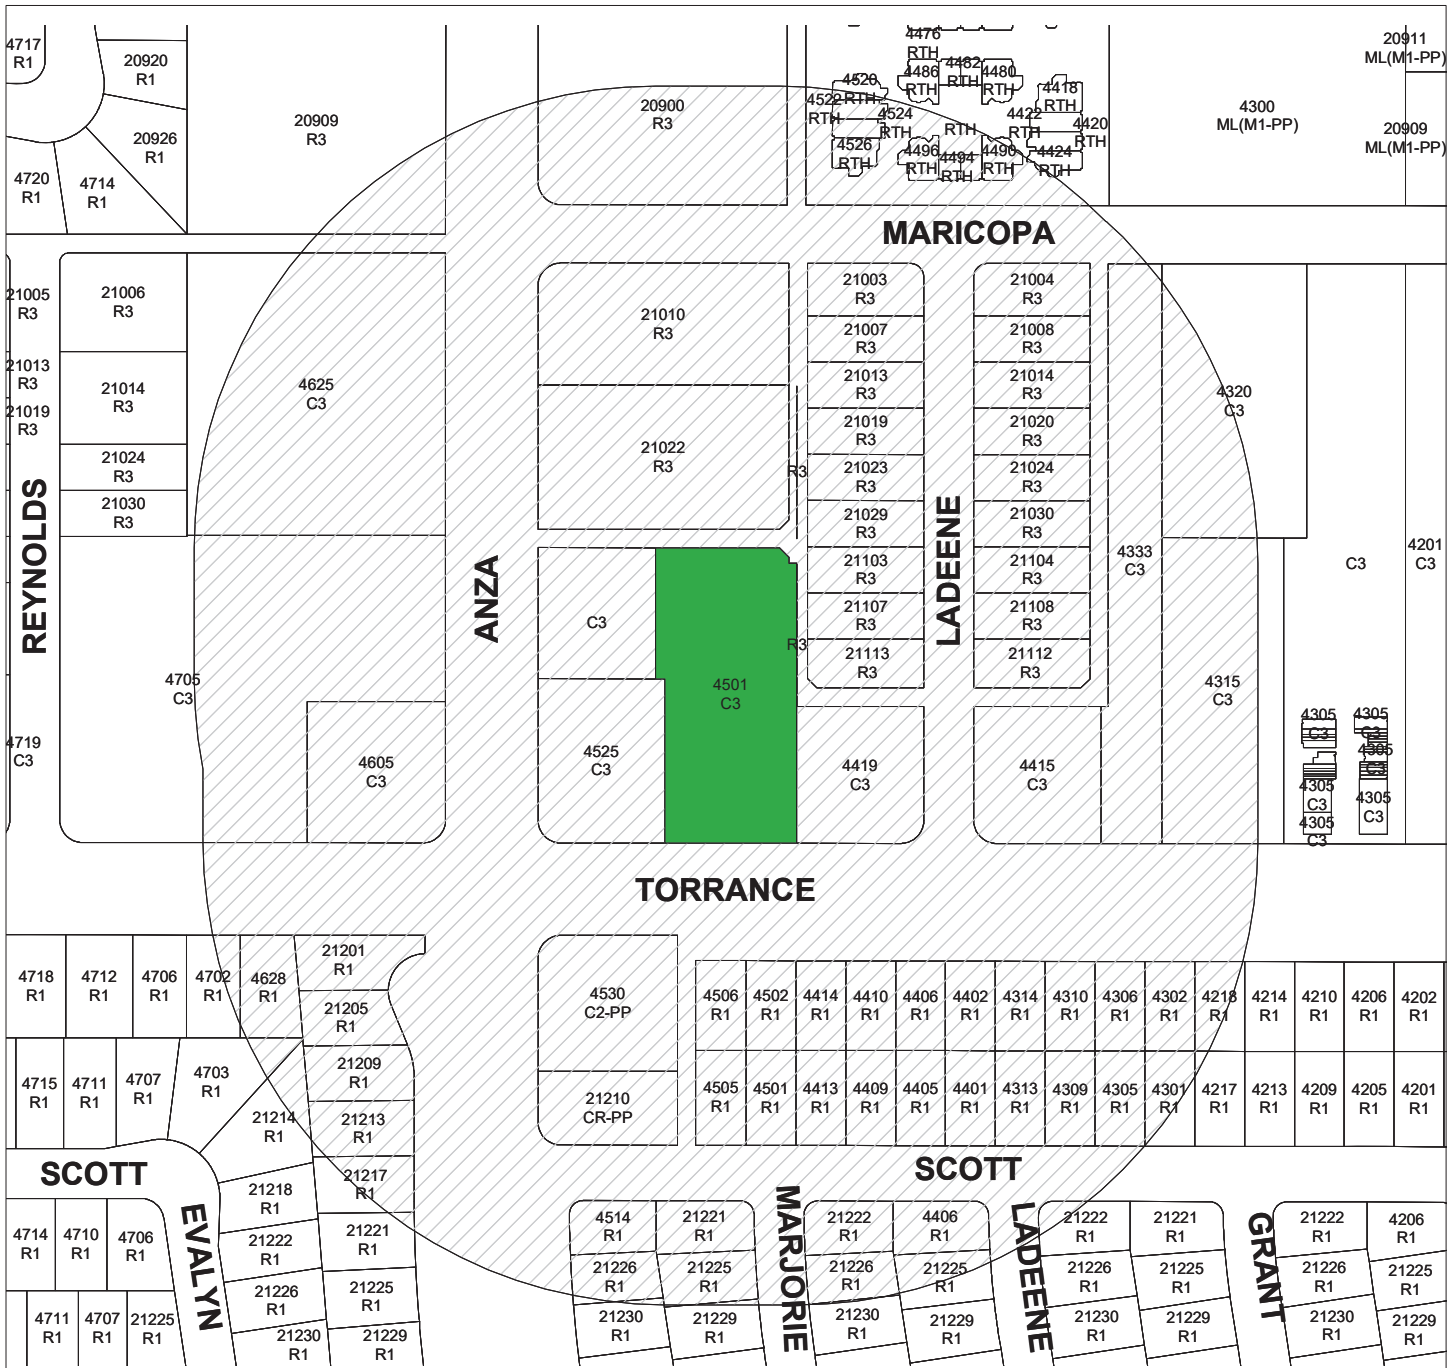 4717
R1
20920
R1
20926
R1
4720
R1
4714
R1
20909
R3
20900
R3
4476
RTH
4482
RTH
4486
RTH
4480
RTH
4520
RTH
4522
RTH
4524
RTH
4526
RTH
RTH
4496
RTH
4494
RTH
4490
RTH
4418
RTH
4422
RTH
4420
RTH
4424
RTH
4300
ML(M1-PP)
20911
ML(M1-PP)
20909
ML(M1-PP)
MARICOPA
21005
R3
21006
R3
21013
R3
21014
R3
21019
R3
21024
R3
21030
R3
4625
C3
21010
R3
21022
R3
R3
21003
R3
21007
R3
21013
R3
21019
R3
21023
R3
21029
R3
21103
R3
21107
R3
21113
R3
R3
21004
R3
21008
R3
21014
R3
21020
R3
21024
R3
21030
R3
21104
R3
21108
R3
21112
R3
4320
C3
4333
C3
C3
4201
C3
REYNOLDS
ANZA
LADEENE
C3
4501
C3
4705
C3
4719
C3
4605
C3
4525
C3
4419
C3
4415
C3
4315
C3
4305
C3
4305
C3
4305
C3
4305
C3
4305
C3
4305
C3
TORRANCE
4718
R1
4712
R1
4706
R1
4702
R1
4628
R1
21201
R1
21205
R1
21209
R1
21213
R1
21217
R1
21221
R1
21225
R1
21229
R1
4530
C2-PP
21210
CR-PP
4506
R1
4502
R1
4414
R1
4410
R1
4406
R1
4402
R1
4314
R1
4310
R1
4306
R1
4302
R1
4218
R1
4214
R1
4210
R1
4206
R1
4202
R1
4505
R1
4501
R1
4413
R1
4409
R1
4405
R1
4401
R1
4313
R1
4309
R1
4305
R1
4301
R1
4217
R1
4213
R1
4209
R1
4205
R1
4201
R1
4715
R1
4711
R1
4707
R1
4703
R1
21214
R1
21218
R1
21222
R1
21226
R1
21230
R1
SCOTT
SCOTT
4714
R1
4710
R1
4706
R1
4711
R1
4707
R1
21225
R1
EVALYN
4514
R1
21221
R1
21226
R1
21225
R1
21230
R1
21229
R1
MARJORIE
21222
R1
4406
R1
21226
R1
21225
R1
21230
R1
21229
R1
LADEENE
21222
R1
21221
R1
21226
R1
21225
R1
21230
R1
21229
R1
GRANT
21222
R1
4206
R1
21226
R1
21225
R1
21230
R1
21229
R1